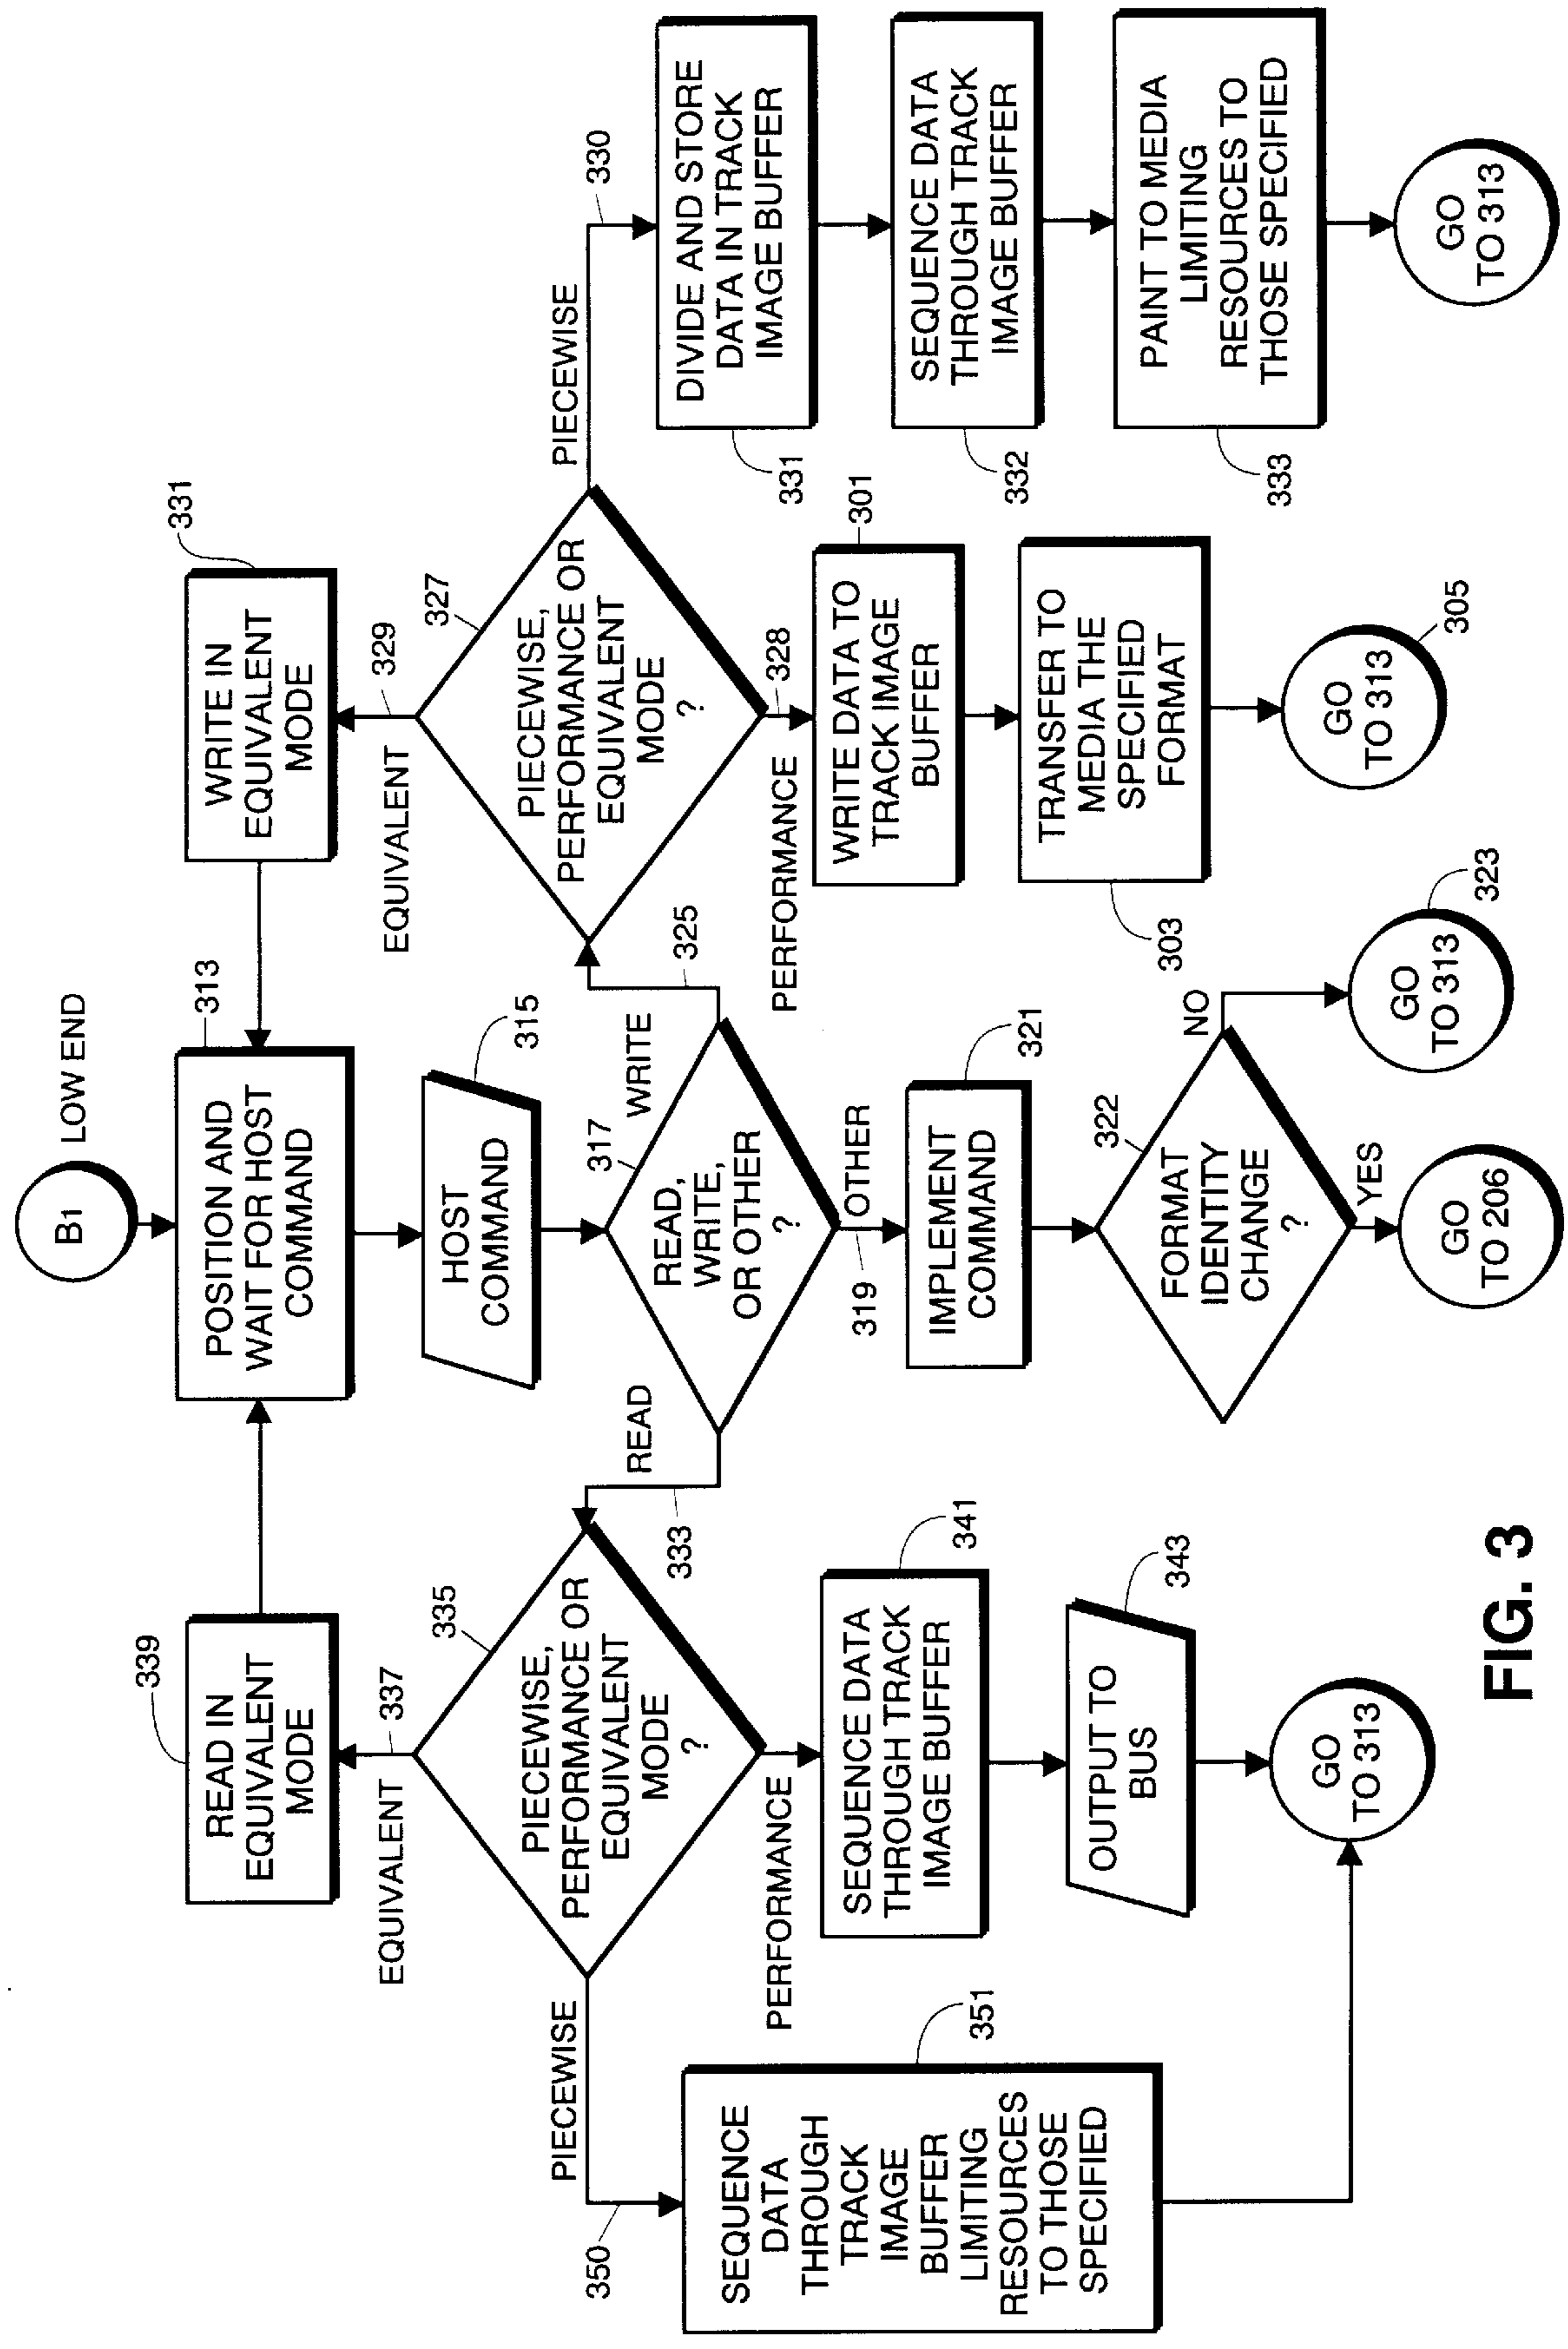 B1
LOW END
313
POSITION AND
WAIT FOR HOST
COMMAND
339
READ IN
EQUIVALENT
MODE
331
WRITE IN
EQUIVALENT
MODE
315
HOST
COMMAND
EQUIVALENT
337
EQUIVALENT
329
335
PIECEWISE,
PERFORMANCE OR
EQUIVALENT
MODE
?
PIECEWISE
READ
333
317
READ,
WRITE,
OR OTHER
?
WRITE
325
327
PIECEWISE,
PERFORMANCE OR
EQUIVALENT
MODE
?
PIECEWISE
330
350
SEQUENCE
DATA
THROUGH
TRACK
IMAGE
BUFFER
LIMITING
RESOURCES
TO THOSE
SPECIFIED
351
PERFORMANCE
341
SEQUENCE DATA
THROUGH TRACK
IMAGE BUFFER
343
OUTPUT TO
BUS
GO
TO 313
319
OTHER
321
IMPLEMENT
COMMAND
322
FORMAT
IDENTITY
CHANGE
?
NO
YES
GO
TO 206
GO
TO 313
323
PERFORMANCE
328
301
WRITE DATA TO
TRACK IMAGE
BUFFER
303
TRANSFER TO
MEDIA THE
SPECIFIED
FORMAT
GO
TO 313
305
DIVIDE AND STORE
DATA IN TRACK
IMAGE BUFFER
331
SEQUENCE DATA
THROUGH TRACK
IMAGE BUFFER
332
PAINT TO MEDIA
LIMITING
RESOURCES TO
THOSE SPECIFIED
333
GO
TO 313
FIG. 3